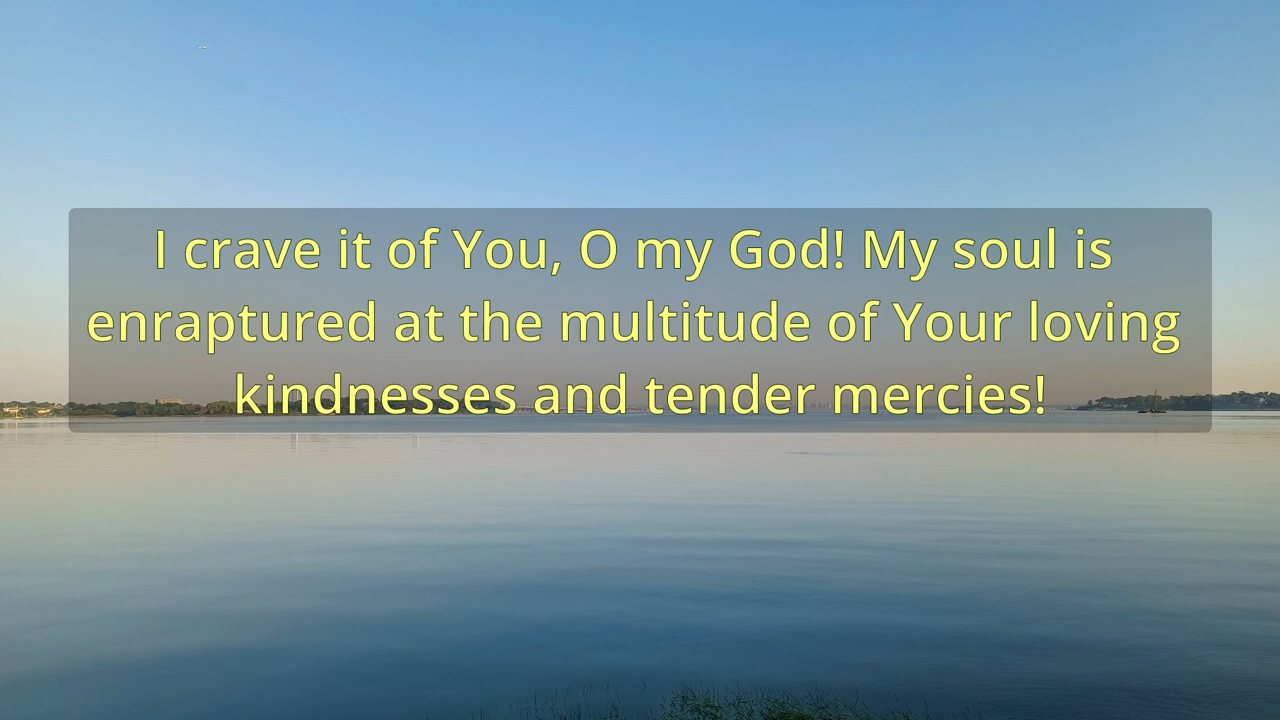 I crave it of You, O my God! My soul is
enraptured at the multitude of Your loving
kindnesses and tender mercies!